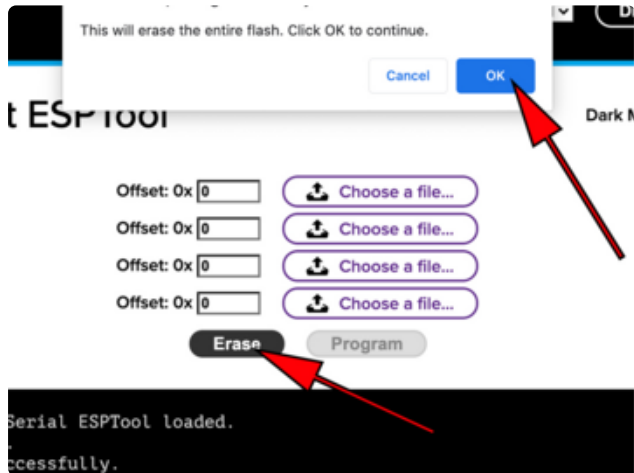 This will erase the entire flash. Click OK to continue.
Cancel OK
t ESPTool
Dark M
Offset: 0x 0 Choose a file...
Offset: 0x 0 Choose a file...
Offset: 0x 0 Choose a file...
Offset: 0x 0 Choose a file...
Erase Program
Serial ESPTool loaded.
ccessfully.